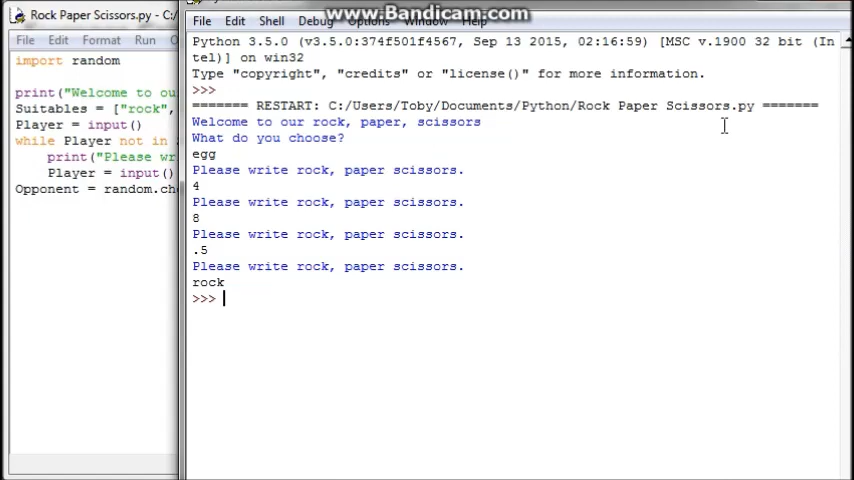 www.Bandicam.com
Rock Paper Scissors.py - C:/
File Edit Format Run O
import random
print("Welcome to ou
Suitables = ["rock",
Player = input()
while Player not in
print("Please wr
Player = input()
Opponent = random.ch
File Edit Shell Debug Options Window Help
Python 3.5.0 (v3.5.0:374f501f4567, Sep 13 2015, 02:16:59) [MSC v.1900 32 bit (In
tel)] on win32
Type "copyright", "credits" or "license()" for more information.
>>>
======= RESTART: C:/Users/Toby/Documents/Python/Rock Paper Scissors.py =======
Welcome to our rock, paper, scissors
What do you choose?
egg
Please write rock, paper scissors.
4
Please write rock, paper scissors.
8
Please write rock, paper scissors.
.5
Please write rock, paper scissors.
rock
>>>